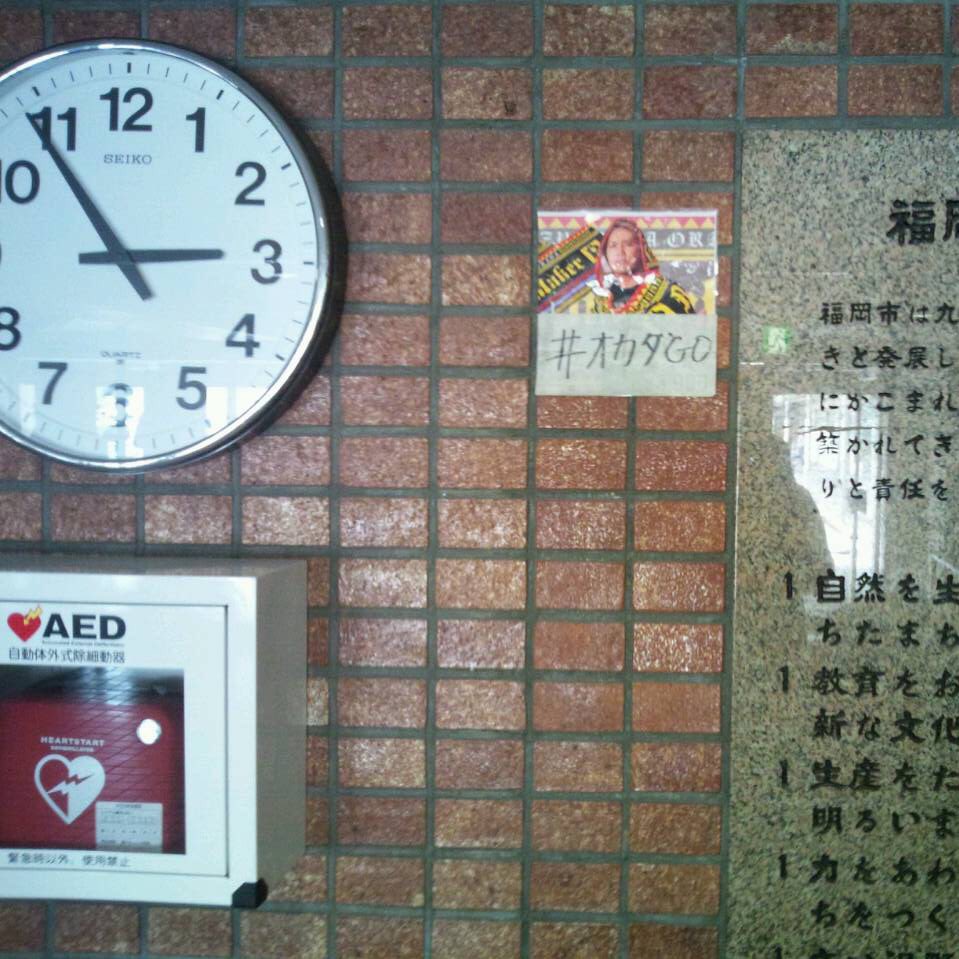 12
11
1
SEIKO
10
2
3
8
4
QUARTZ
7
5
6
#オカダGO
AED
自動体外式除細動器
HEARTSTART
緊急時以外、使用禁止
福岡
福岡市は九
きと発展し
にかこまれ
築かれてき
りと責任を
1 自然を生
ちたまち
1 教育をお
新な文化
1 生産をた
明るいま
1 力をあわ
ちをつく